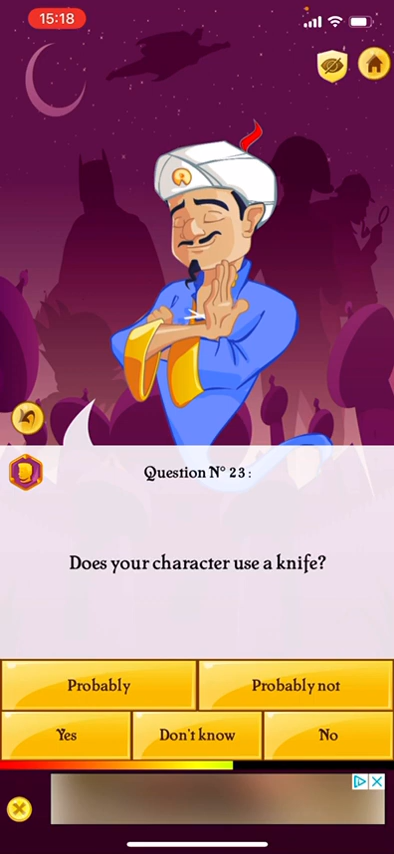 15:18
Question N° 23 :
Does your character use a knife?
Probably
Probably not
Yes
Don't know
No